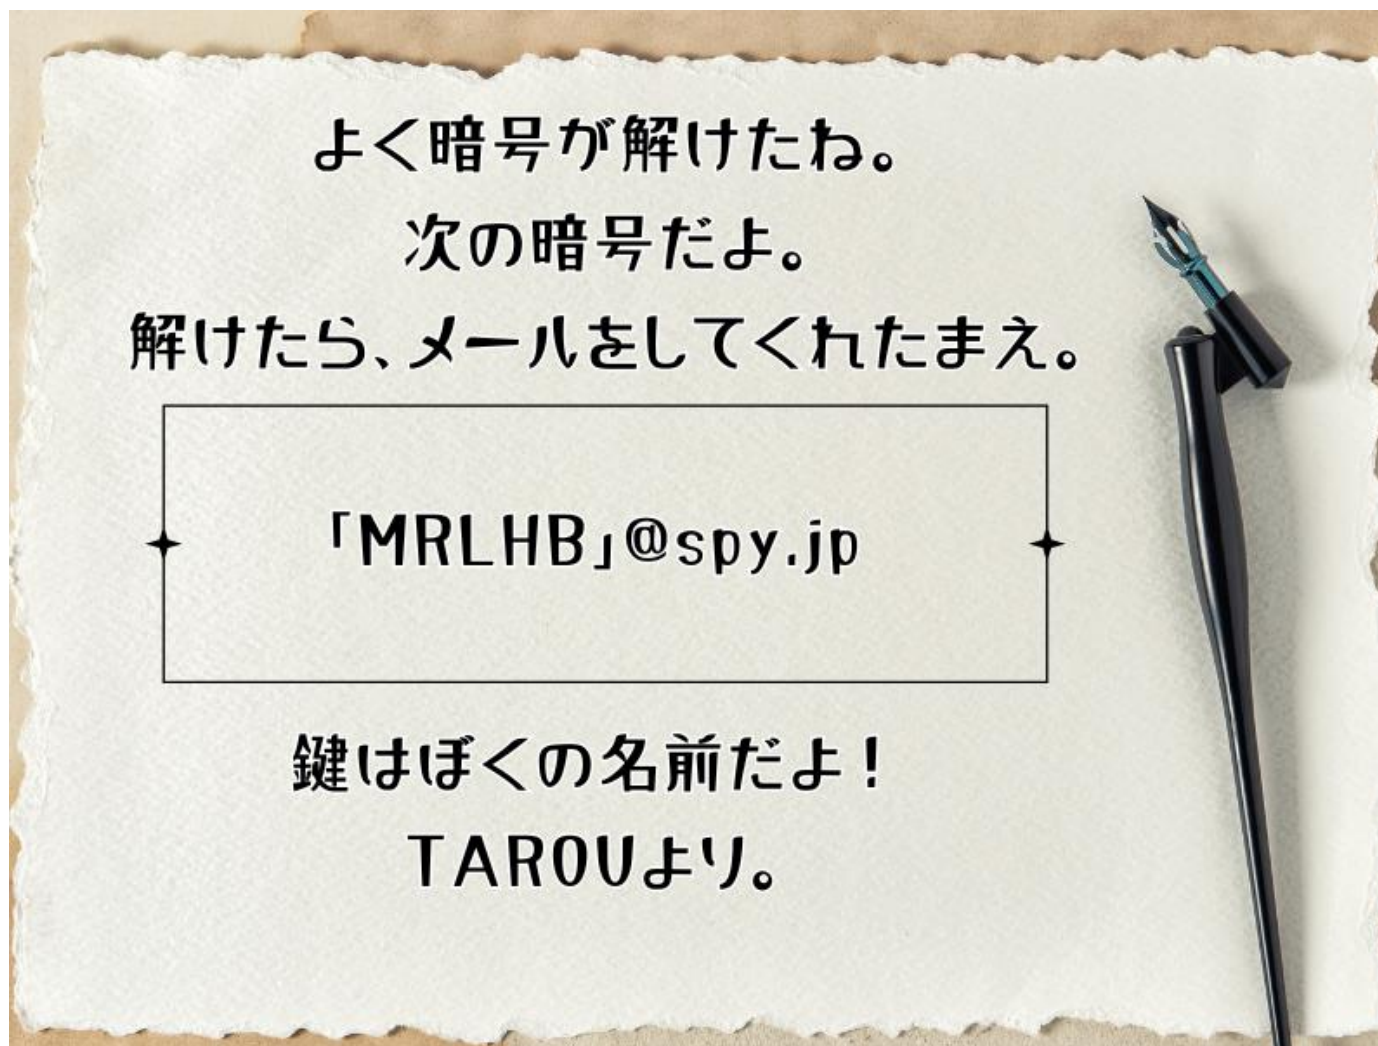 よく暗号が解けたね。
次の暗号だよ。
解けたら、メールをしてくれたまえ。
「MRLHB」@spy.jp
鍵はぼくの名前だよ！
TAROUより。